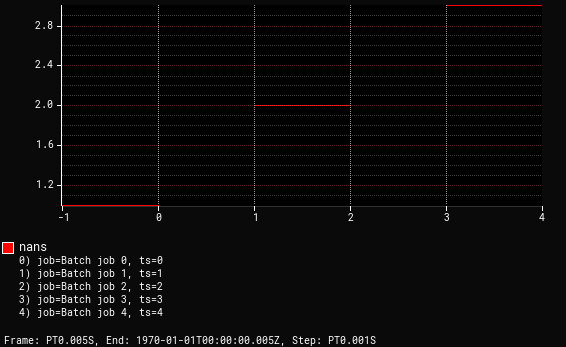 2.8
2.4
2.0
1.6
1.2
-1 0 1 2 3 4
nans
0) job=Batch job 0, ts=0
1) job=Batch job 1, ts=1
2) job=Batch job 2, ts=2
3) job=Batch job 3, ts=3
4) job=Batch job 4, ts=4
Frame: PT0.005S, End: 1970-01-01T00:00:00.005Z, Step: PT0.001S